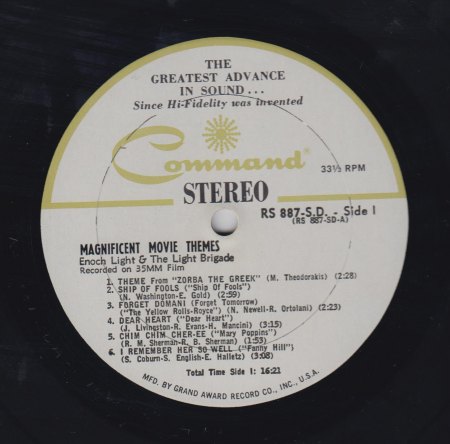 THE
GREATEST ADVANCE
IN SOUND...
Since Hi-Fidelity was invented
Command®
33⅓ RPM
STEREO
RS 887-S.D. - Side 1
(RS 887-SD-A)
MAGNIFICENT MOVIE THEMES
Enoch Light & The Light Brigade
Recorded on 35MM Film
1. THEME From "ZORBA THE GREEK" (M. Theodorakis) (2:28)
2. SHIP OF FOOLS ("Ship Of Fools")
(N. Washington-E. Gold) (2:59)
3. FORGET DOMANI (Forget Tomorrow)
("The Yellow Rolls-Royce") (N. Newell-R. Ortolani) (2:23)
4. DEAR HEART ("Dear Heart")
(J. Livingston-R. Evans-H. Mancini) (3:15)
5. CHIM CHIM CHER-EE ("Mary Poppins")
(R. M. Sherman-R. B. Sherman) (1:53)
6. I REMEMBER HER SO WELL ("Fanny Hill")
(S. Coburn-S. English-E. Halletz) (3:08)
Total Time Side 1: 16:21
MFD. BY GRAND AWARD RECORD CO., INC., U.S.A.